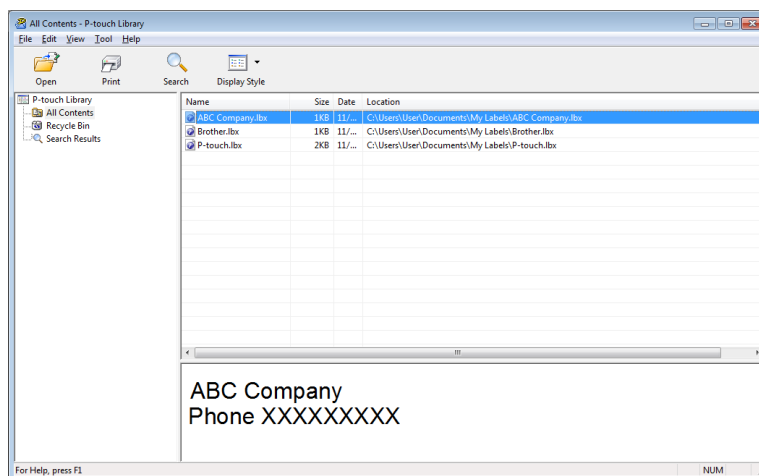 All Contents - P-touch Library
File Edit View Tool Help
Open Print Search Display Style
P-touch Library
All Contents
Recycle Bin
Search Results
Name Size Date Location
ABC Company.lbx 1KB 11/... C:\Users\User\Documents\My Labels\ABC Company.lbx
Brother.lbx 1KB 11/... C:\Users\User\Documents\My Labels\Brother.lbx
P-touch.lbx 2KB 11/... C:\Users\User\Documents\My Labels\P-touch.lbx
ABC Company
Phone XXXXXXXXX
For Help, press F1 NUM